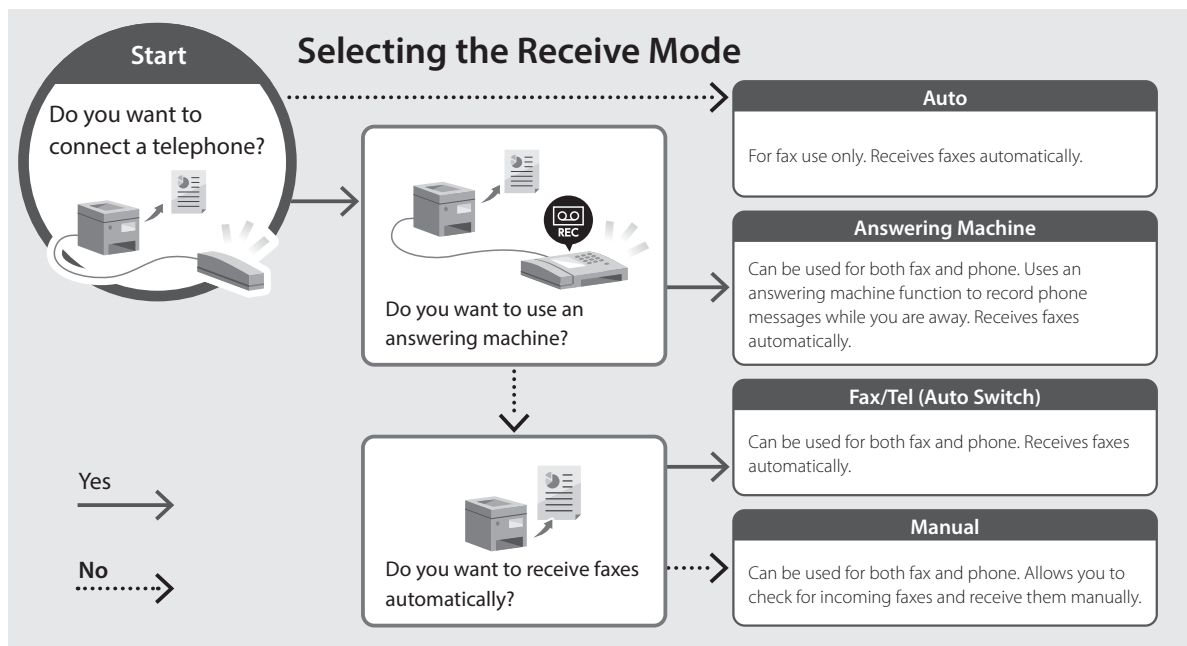 Selecting the Receive Mode
Start
Do you want to
connect a telephone?
Auto
For fax use only. Receives faxes automatically.
REC
Do you want to use an
answering machine?
Answering Machine
Can be used for both fax and phone. Uses an
answering machine function to record phone
messages while you are away. Receives faxes
automatically.
Do you want to receive faxes
automatically?
Fax/Tel (Auto Switch)
Can be used for both fax and phone. Receives faxes
automatically.
Manual
Can be used for both fax and phone. Allows you to
check for incoming faxes and receive them manually.
Yes
No